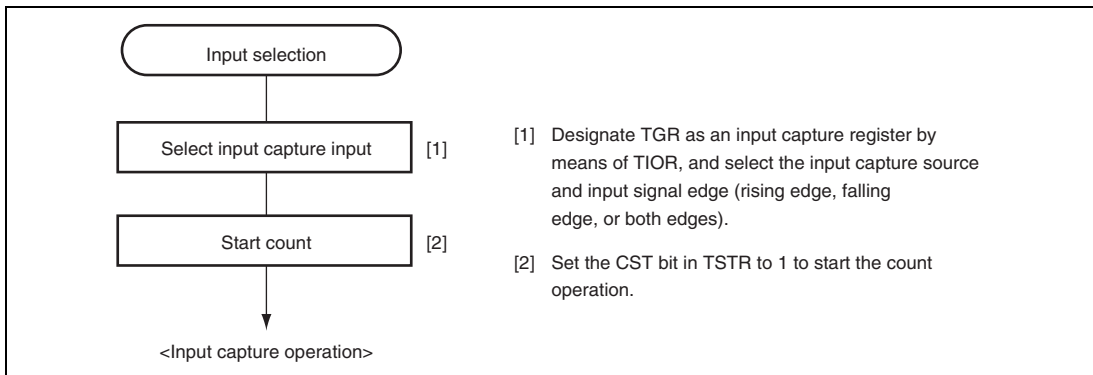 Input selection
Select input capture input [1]
Start count [2]
<Input capture operation>
[1] Designate TGR as an input capture register by
means of TIOR, and select the input capture source
and input signal edge (rising edge, falling
edge, or both edges).
[2] Set the CST bit in TSTR to 1 to start the count
operation.